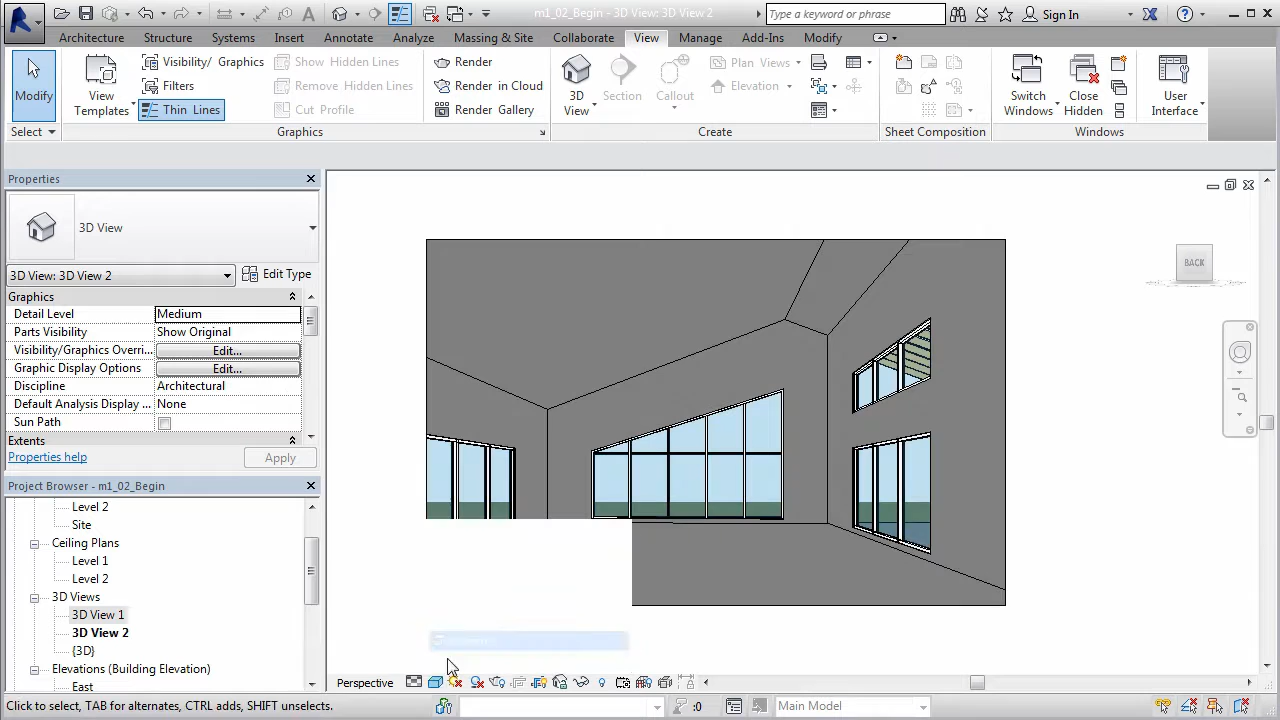 m1_02_Begin - 3D View: 3D View 2
Type a keyword or phrase
Sign In
Architecture Structure Systems Insert Annotate Analyze Massing & Site Collaborate View Manage Add-Ins Modify
Modify
View Templates
Visibility/ Graphics
Filters
Thin Lines
Show Hidden Lines
Remove Hidden Lines
Cut Profile
Render
Render in Cloud
Render Gallery
3D View
Section
Callout
Plan Views
Elevation
Switch Windows
Close Hidden
User Interface
Select Graphics Create Sheet Composition Windows
Properties
3D View
3D View: 3D View 2
Edit Type
Graphics
Detail Level Medium
Parts Visibility Show Original
Visibility/Graphics Overri... Edit...
Graphic Display Options Edit...
Discipline Architectural
Default Analysis Display ... None
Sun Path
Extents
Properties help
Apply
Project Browser - m1_02_Begin
Level 2
Site
Ceiling Plans
Level 1
Level 2
3D Views
3D View 1
3D View 2
{3D}
Elevations (Building Elevation)
East
BACK
Perspective
Click to select, TAB for alternates, CTRL adds, SHIFT unselects.
:0
Main Model